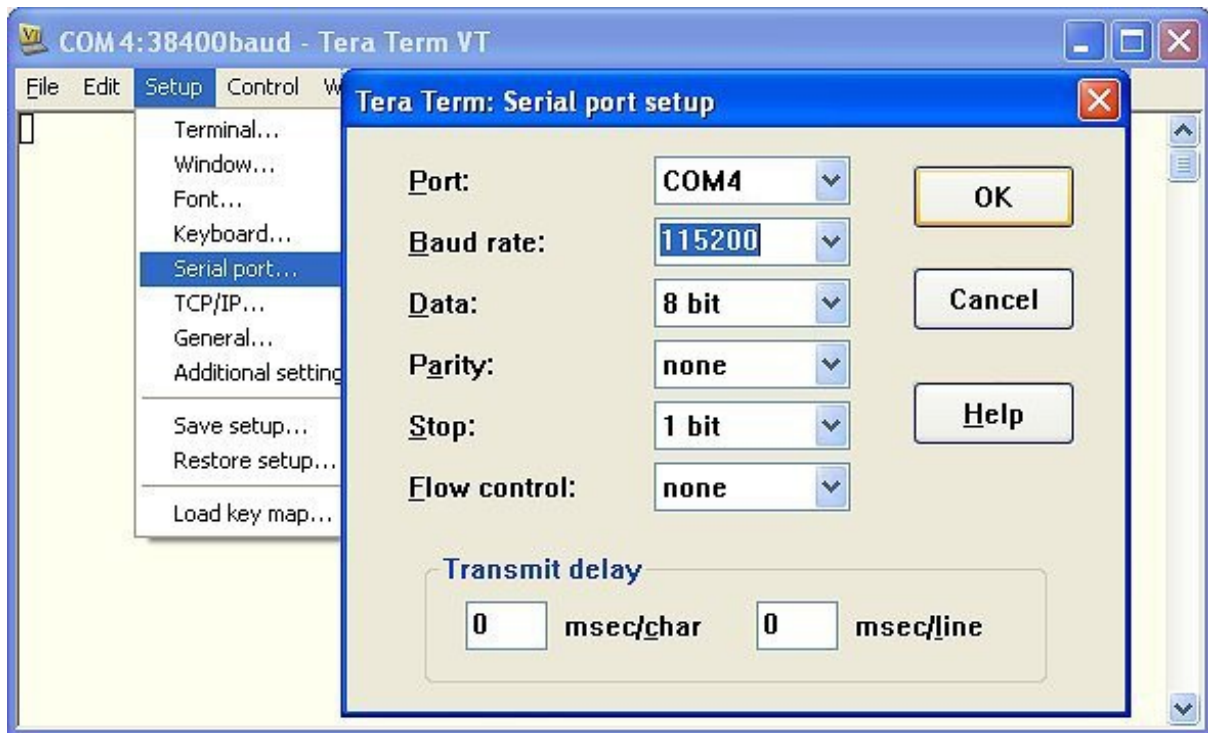 COM4:38400baud - Tera Term VT
File Edit Setup Control W
Tera Term: Serial port setup
Terminal...
Window...
Font...
Keyboard...
Serial port...
TCP/IP...
General...
Additional setting
Save setup...
Restore setup...
Load key map...
Port: COM4
Baud rate: 115200
Data: 8 bit
Parity: none
Stop: 1 bit
Flow control: none
OK
Cancel
Help
Transmit delay
0 msec/char 0 msec/line